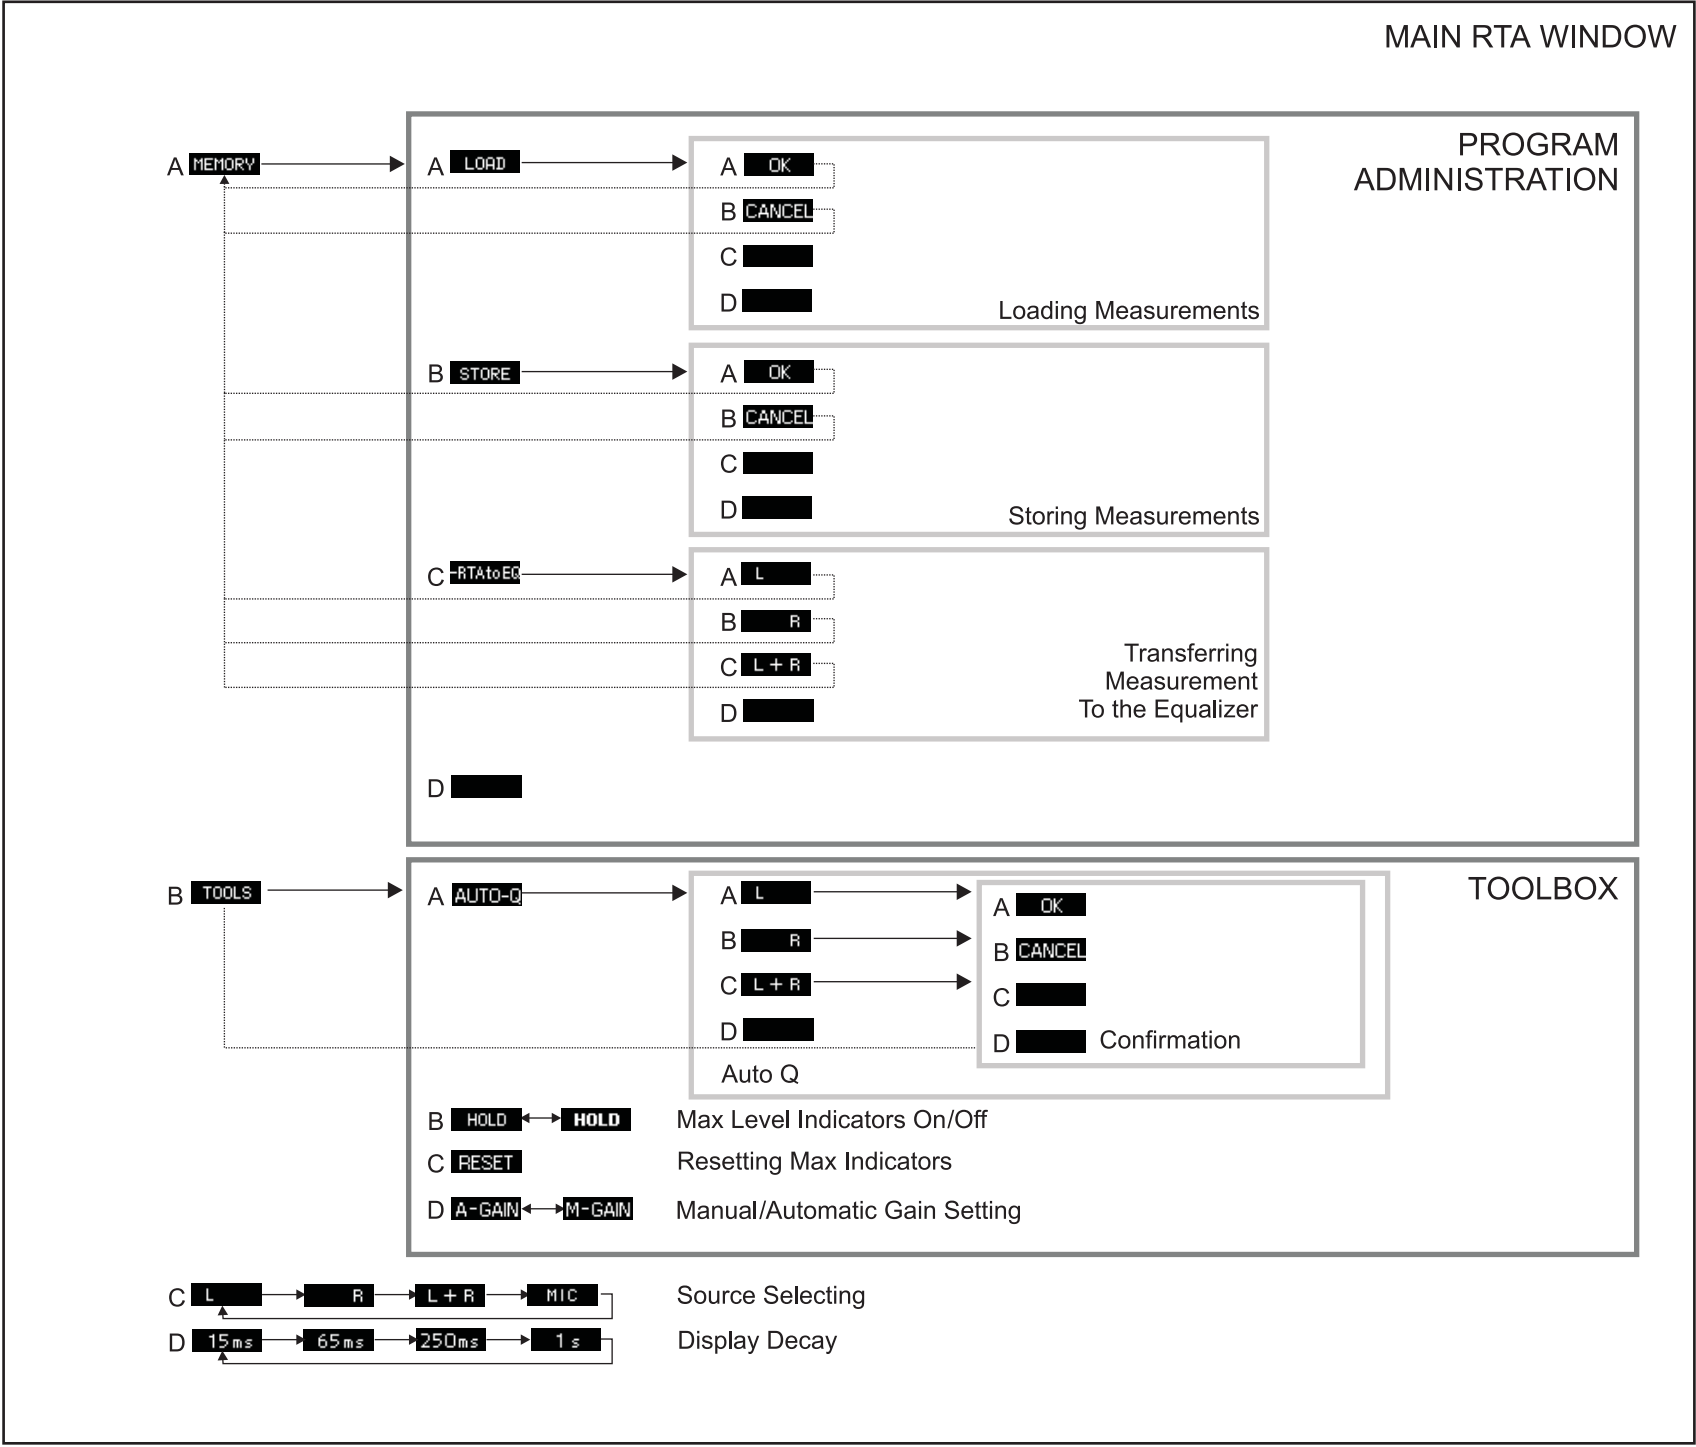 MAIN RTA WINDOW
PROGRAM
ADMINISTRATION
A MEMORY
A LOAD
A OK
B CANCEL
C
D
Loading Measurements
B STORE
A OK
B CANCEL
C
D
Storing Measurements
C -RTAtoEQ
A L
B R
C L + R
D
Transferring
Measurement
To the Equalizer
D
TOOLBOX
B TOOLS
A AUTO-Q
A L
B R
C L + R
D
Auto Q
A OK
B CANCEL
C
D
Confirmation
B HOLD HOLD Max Level Indicators On/Off
C RESET Resetting Max Indicators
D A-GAIN M-GAIN Manual/Automatic Gain Setting
C L R L + R MIC Source Selecting
D 15ms 65ms 250ms 1s Display Decay